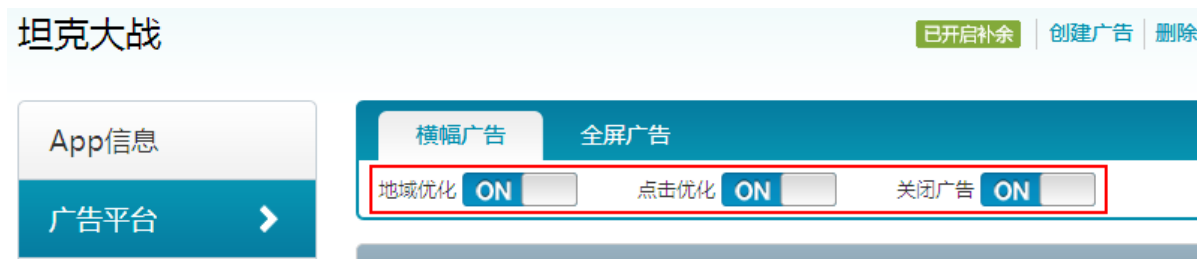 坦克大战
已开启补余 创建广告 删除
App信息
广告平台
横幅广告 全屏广告
地域优化 ON 点击优化 ON 关闭广告 ON